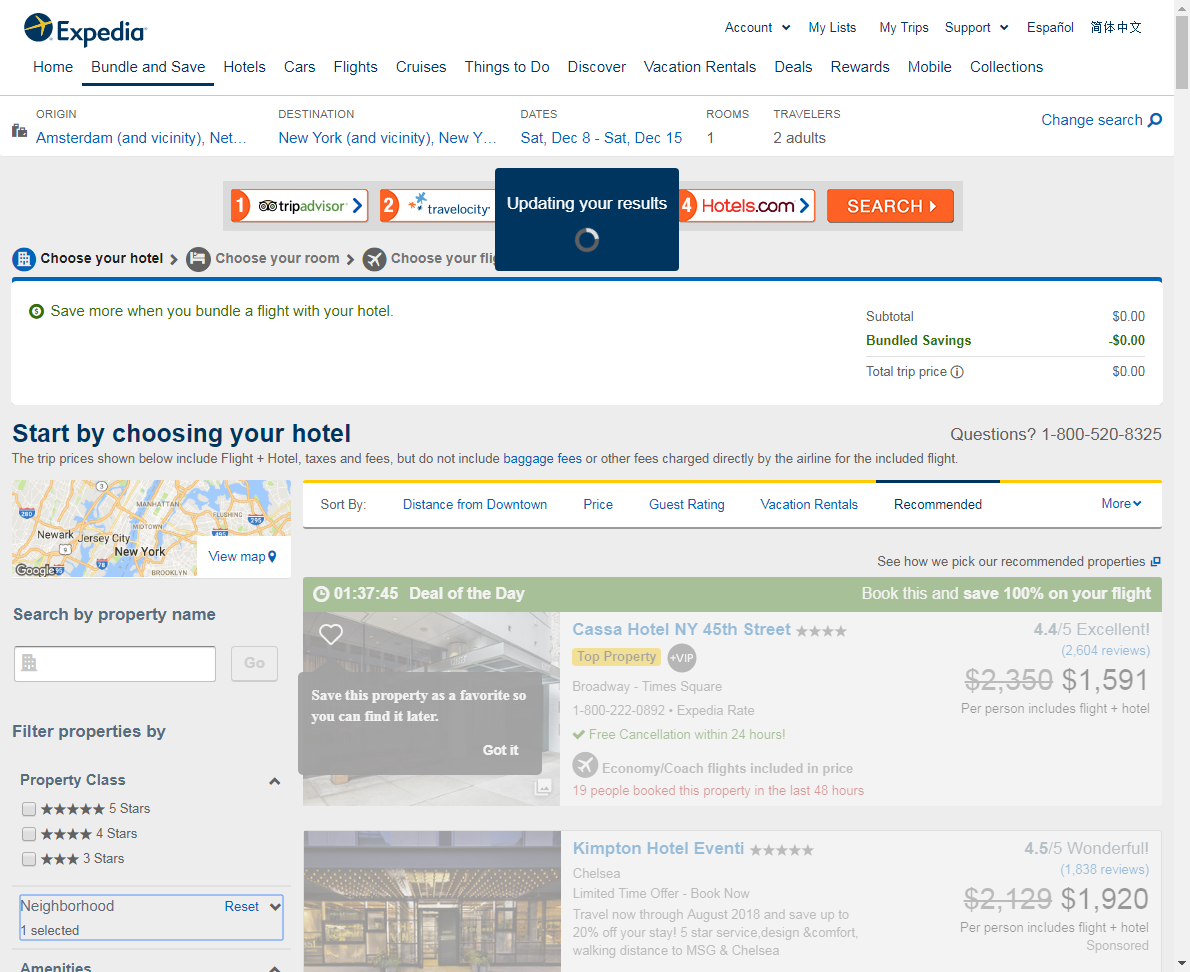 Expedia
Account My Lists My Trips Support Español 简体中文
Home Bundle and Save Hotels Cars Flights Cruises Things to Do Discover Vacation Rentals Deals Rewards Mobile Collections
ORIGIN DESTINATION DATES ROOMS TRAVELERS
Amsterdam (and vicinity), Net... New York (and vicinity), New Y... Sat, Dec 8 - Sat, Dec 15 1 2 adults
Change search
1 tripadvisor 2 travelocity 4 Hotels.com SEARCH
Updating your results
Choose your hotel Choose your room Choose your flig
Save more when you bundle a flight with your hotel.
Subtotal $0.00
Bundled Savings -$0.00
Total trip price $0.00
Start by choosing your hotel
Questions? 1-800-520-8325
The trip prices shown below include Flight + Hotel, taxes and fees, but do not include baggage fees or other fees charged directly by the airline for the included flight.
3
MANHATTAN
280
FLUSHING
295
Newark
MIDTOWN
495
Jersey City
9
New York
View map
78
BROOKLYN
Google
95
Sort By: Distance from Downtown Price Guest Rating Vacation Rentals Recommended More
See how we pick our recommended properties
Search by property name
Go
Filter properties by
Property Class
5 Stars
4 Stars
3 Stars
Neighborhood Reset
1 selected
Amenities
01:37:45 Deal of the Day Book this and save 100% on your flight
Save this property as a favorite so
you can find it later.
Got it
Cassa Hotel NY 45th Street
Top Property +VIP
Broadway - Times Square
1-800-222-0892 • Expedia Rate
Free Cancellation within 24 hours!
Economy/Coach flights included in price
19 people booked this property in the last 48 hours
4.4/5 Excellent!
(2,604 reviews)
$2,350 $1,591
Per person includes flight + hotel
Kimpton Hotel Eventi
Chelsea
Limited Time Offer - Book Now
Travel now through August 2018 and save up to
20% off your stay! 5 star service,design &comfort,
walking distance to MSG & Chelsea
4.5/5 Wonderful!
(1,838 reviews)
$2,129 $1,920
Per person includes flight + hotel
Sponsored